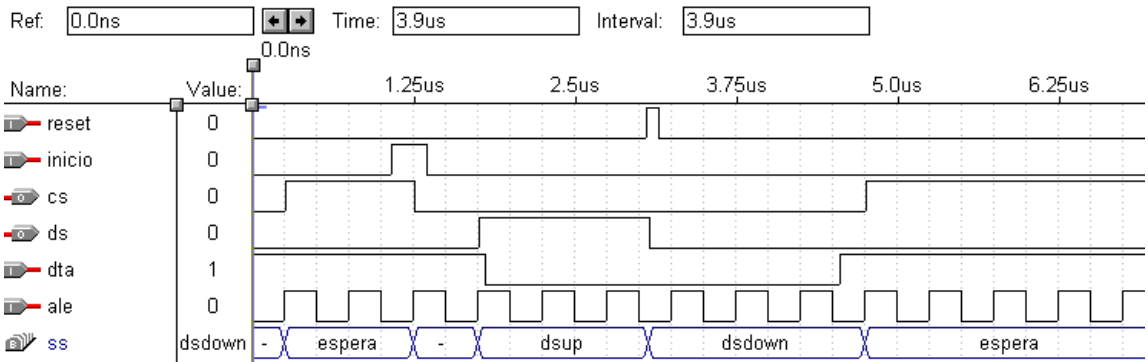 Ref: 0.0ns Time: 3.9us Interval: 3.9us
0.0ns
Name: Value: 1.25us 2.5us 3.75us 5.0us 6.25us
reset 0
inicio 0
cs 0
ds 0
dta 1
ale 0
ss dsdown - espera - dsup dsdown espera